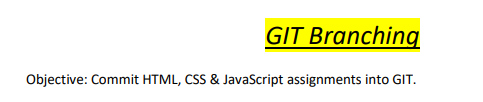 GIT Branching
Objective: Commit HTML, CSS & JavaScript assignments into GIT.